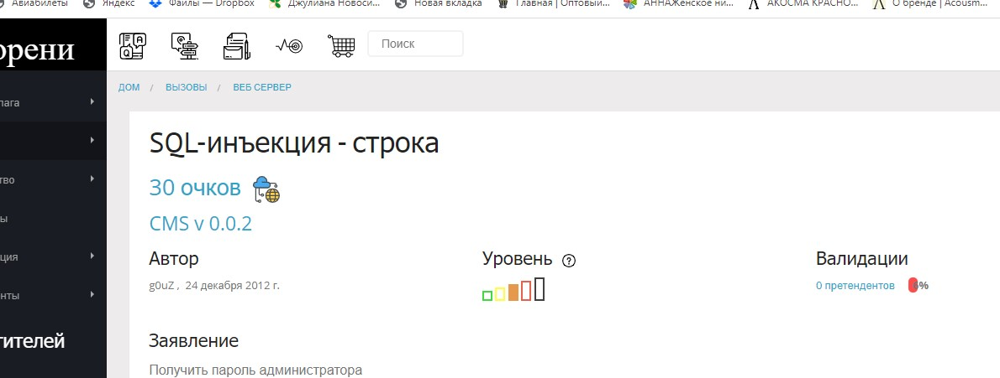 Авиабилеты Яндекс Файлы — Dropbox Джулиана Новоси... Новая вкладка Главная | Оптовый... АННАЖенское ни... АКОСМА КРАСНО... О бренде | Acousm...
орени
Q A
Поиск
лага
ДОМ / ВЫЗОВЫ / ВЕБ СЕРВЕР
SQL-инъекция - строка
тво
30 очков
ы
CMS v 0.0.2
ция
Автор Уровень ? Валидации
g0uZ , 24 декабря 2012 г. 0 претендентов %
нты
тителей
Заявление
Получить пароль администратора